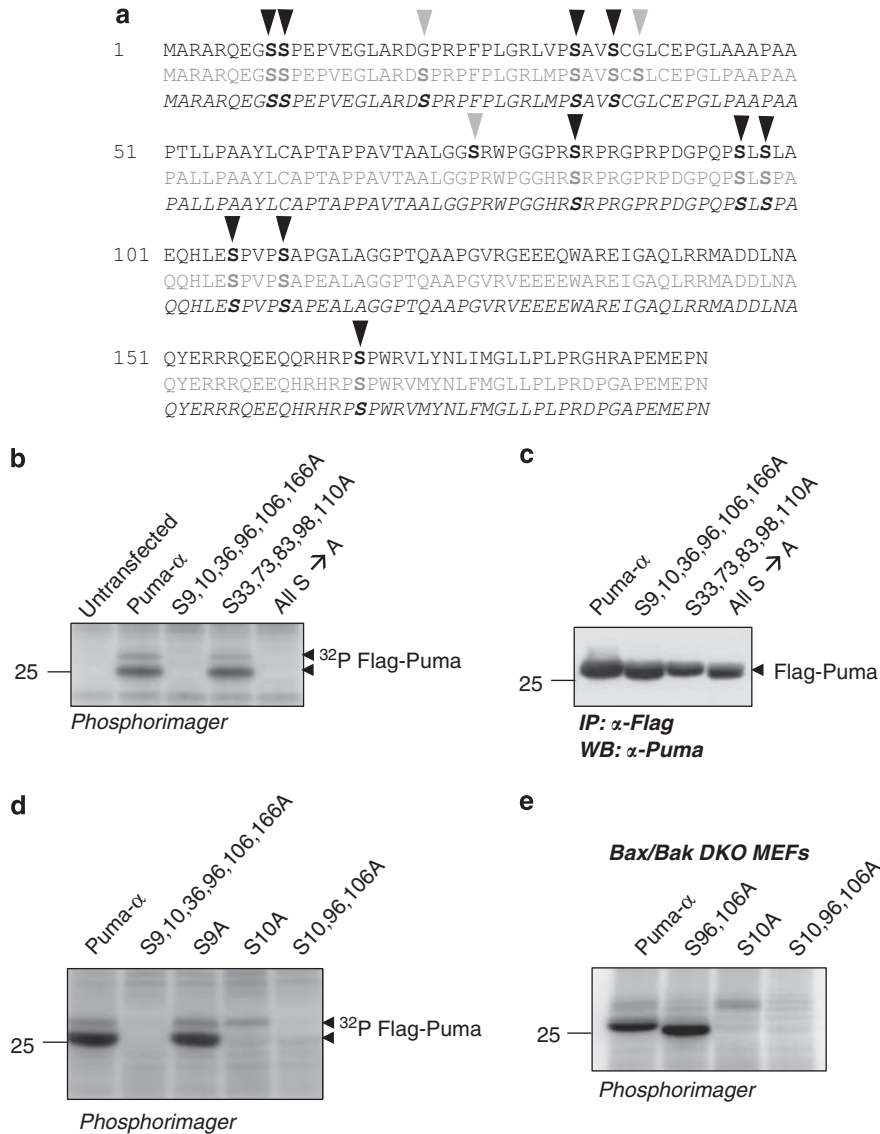 a
1 MARARQEGSSPEPVEGLARDGPRPFPLGRLVPSAVSCGLCEPGLAAAPAA
MARARQEGSSPEPVEGLARDSPRPFPLGRLMPSAVSCSLCEPGLPAAPAA
MARARQEGSSPEPVEGLARDSPRPFPLGRLMPSAVSCGLCEPGLPAAPAA
51 PTLLPAAYLCAPTAPPAVTAALGGSRWPGGPRSRPRGPRPDGPQPSLSLA
PALLPAAYLCAPTAPPAVTAALGGPRWPGGHRSRPRGPRPDGPQPSLSPA
PALLPAAYLCAPTAPPAVTAALGGPRWPGGHRSRPRGPRPDGPQPSLSPA
101 EQHLESPVPSAPGALAGGPTQAAPGVRGEEEQWAREIGAQLRRMADDLNA
QQHLESPVPSAPEALAGGPTQAAPGVRVEEEEWAREIGAQLRRMADDLNA
QQHLESPVPSAPEALAGGPTQAAPGVRVEEEEWAREIGAQLRRMADDLNA
151 QYERRRQEEQQRHRPSPWRVLYNLIMGLLPLPRGHRAPEMEPN
QYERRRQEEQHRHRPSPWRVMYNLFMGLLPLPRDPGAPEMEPN
QYERRRQEEQHRHRPSPWRVMYNLFMGLLPLPRDPGAPEMEPN
b
Untransfected
Puma-α
S9,10,36,96,106,166A
S33,73,83,98,110A
All S → A
25
32P Flag-Puma
Phosphorimager
c
Puma-α
S9,10,36,96,106,166A
S33,73,83,98,110A
All S → A
25
Flag-Puma
IP: α-Flag
WB: α-Puma
d
Puma-α
S9,10,36,96,106,166A
S9A
S10A
S10,96,106A
25
32P Flag-Puma
Phosphorimager
e
Bax/Bak DKO MEFs
Puma-α
S96,106A
S10A
S10,96,106A
25
Phosphorimager